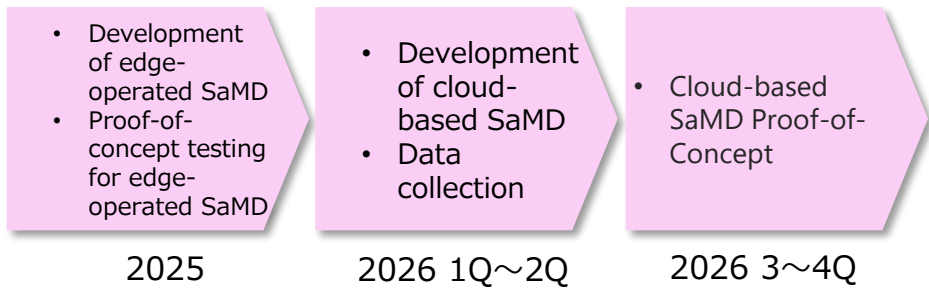 • Development
of edge-
operated SaMD
• Proof-of-
concept testing
for edge-
operated SaMD
• Development
of cloud-
based SaMD
• Data
collection
• Cloud-based
SaMD Proof-of-
Concept
2025
2026 1Q～2Q
2026 3～4Q